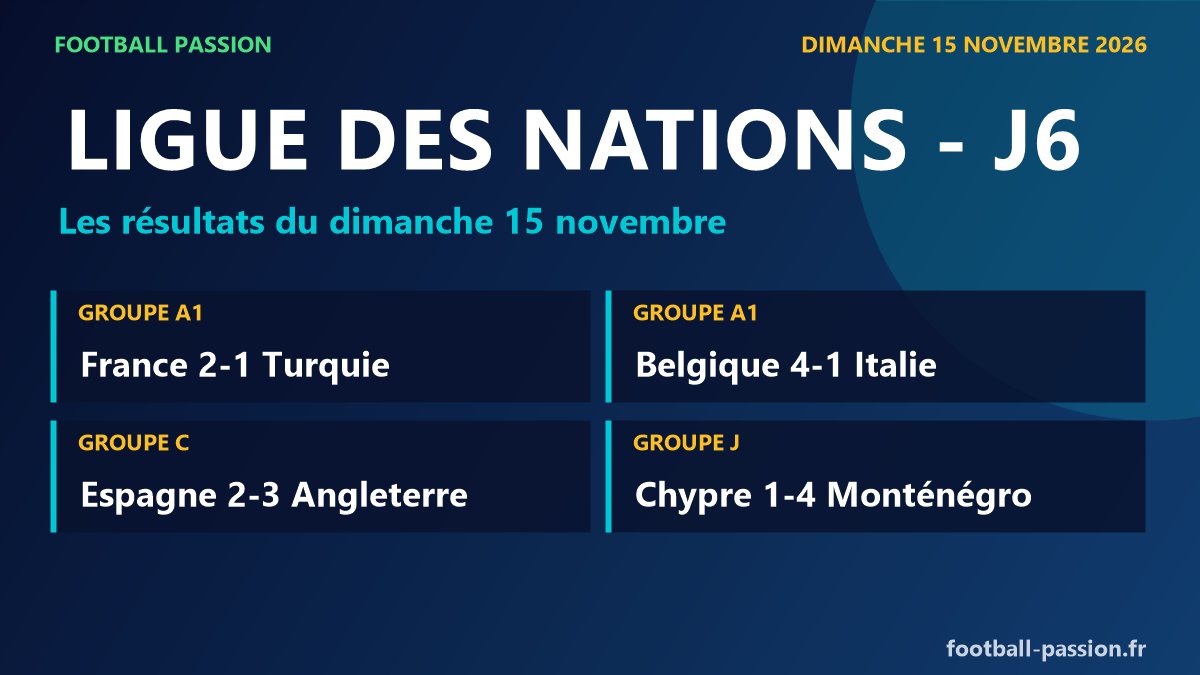 FOOTBALL PASSION
DIMANCHE 15 NOVEMBRE 2026
LIGUE DES NATIONS - J6
Les résultats du dimanche 15 novembre
GROUPE A1
France 2-1 Turquie
GROUPE A1
Belgique 4-1 Italie
GROUPE C
Espagne 2-3 Angleterre
GROUPE J
Chypre 1-4 Monténégro
football-passion.fr